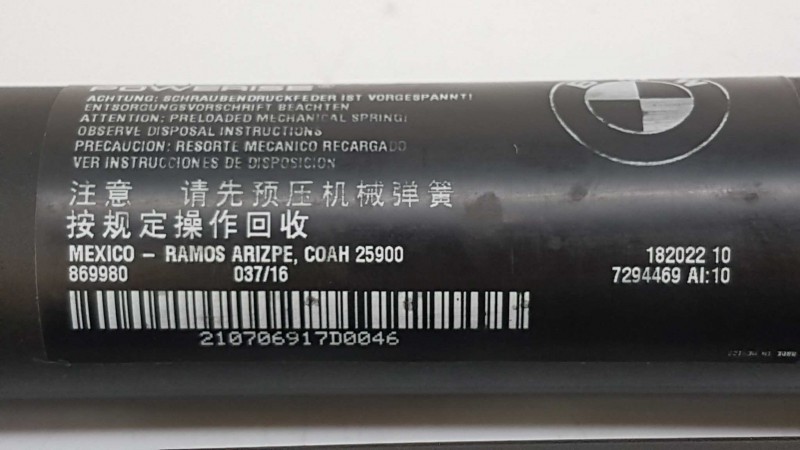 POWERISE
ACHTUNG: SCHRAUBENDRUCKFEDER IST VORGESPANNT!
ENTSORGUNGSVORSCHRIFT BEACHTEN
ATTENTION: PRELOADED MECHANICAL SPRING;
OBSERVE DISPOSAL INSTRUCTIONS
PRECAUCION: RESORTE MECANICO RECARGADO
VER INSTRUCCIONES DE DISPOSICION
注意 请先预压机械弹簧
按规定操作回收
MEXICO - RAMOS ARIZPE, COAH 25900
869980 037/16
210706917D0046
BMW
182022 10
7294469 AI:10